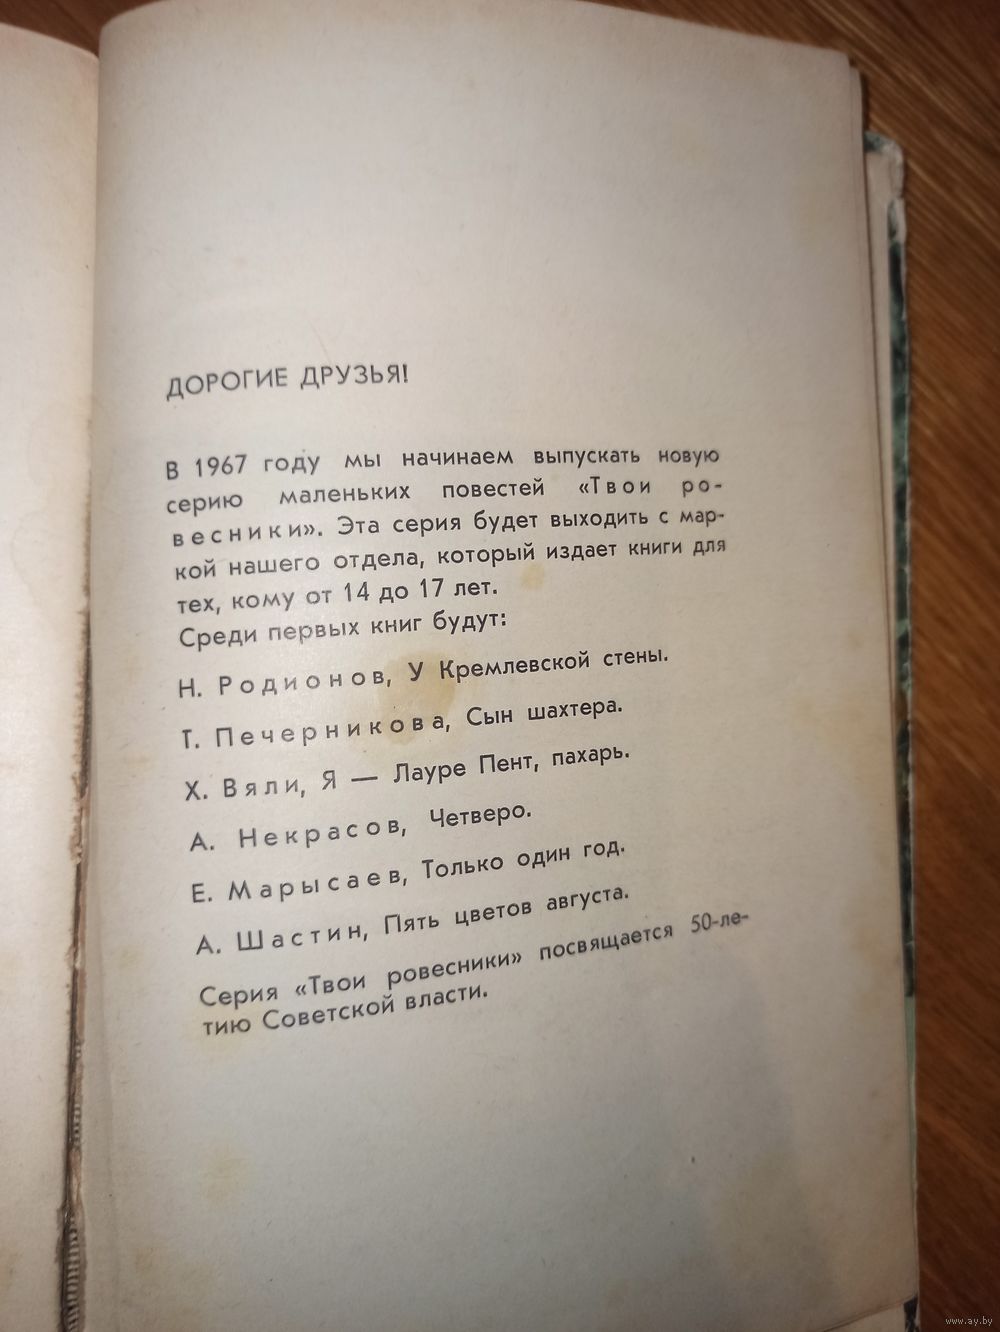 ДОРОГИЕ ДРУЗЬЯ!
В 1967 году мы начинаем выпускать новую
серию маленьких повестей «Твои ро-
весники». Эта серия будет выходить с мар-
кой нашего отдела, который издает книги для
тех, кому от 14 до 17 лет.
Среди первых книг будут:
Н. Родионов, У Кремлевской стены.
Т. Печерникова, Сын шахтера.
Х. Вяли, Я — Лауре Пент, пахарь.
А. Некрасов, Четверо.
Е. Марысаев, Только один год.
А. Шастин, Пять цветов августа.
Серия «Твои ровесники» посвящается 50-ле-
тию Советской власти.
www.ay.by